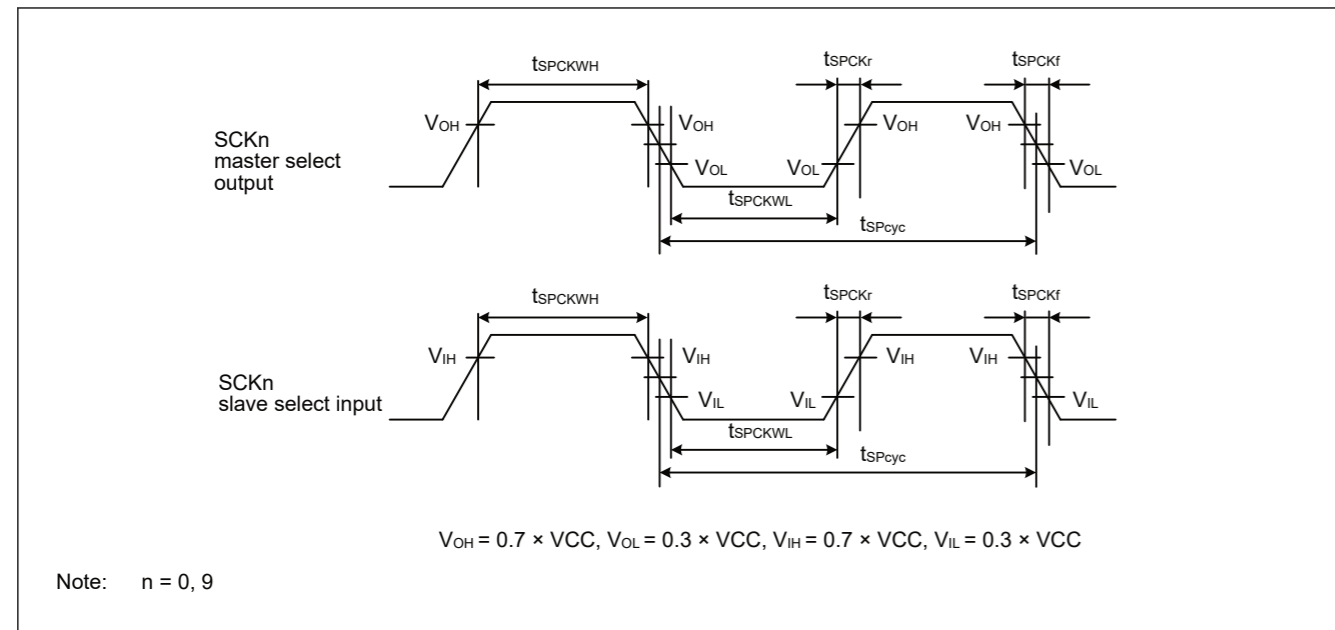 tSPCKWH
tSPCKr
tSPCKf
SCKn
master select
output
VOH
VOH
VOL
VOL
VOH
VOH
VOL
tSPCKWL
tSPcyc
tSPCKWH
tSPCKr
tSPCKf
SCKn
slave select input
VIH
VIH
VIL
VIL
VIH
VIH
VIL
tSPCKWL
tSPcyc
VOH = 0.7 × VCC, VOL = 0.3 × VCC, VIH = 0.7 × VCC, VIL = 0.3 × VCC
Note: n = 0, 9